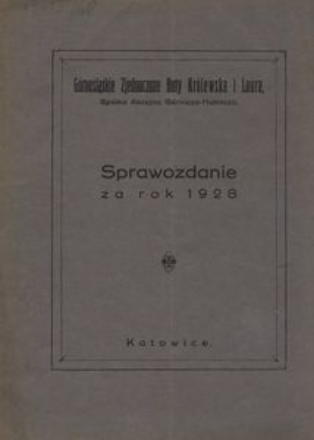 Górnośląskie Zjednoczone Huty Królewska i Laura,
Spółka Akcyjna Górniczo-Hutnicza.
Sprawozdanie
za rok 1928
Katowice.